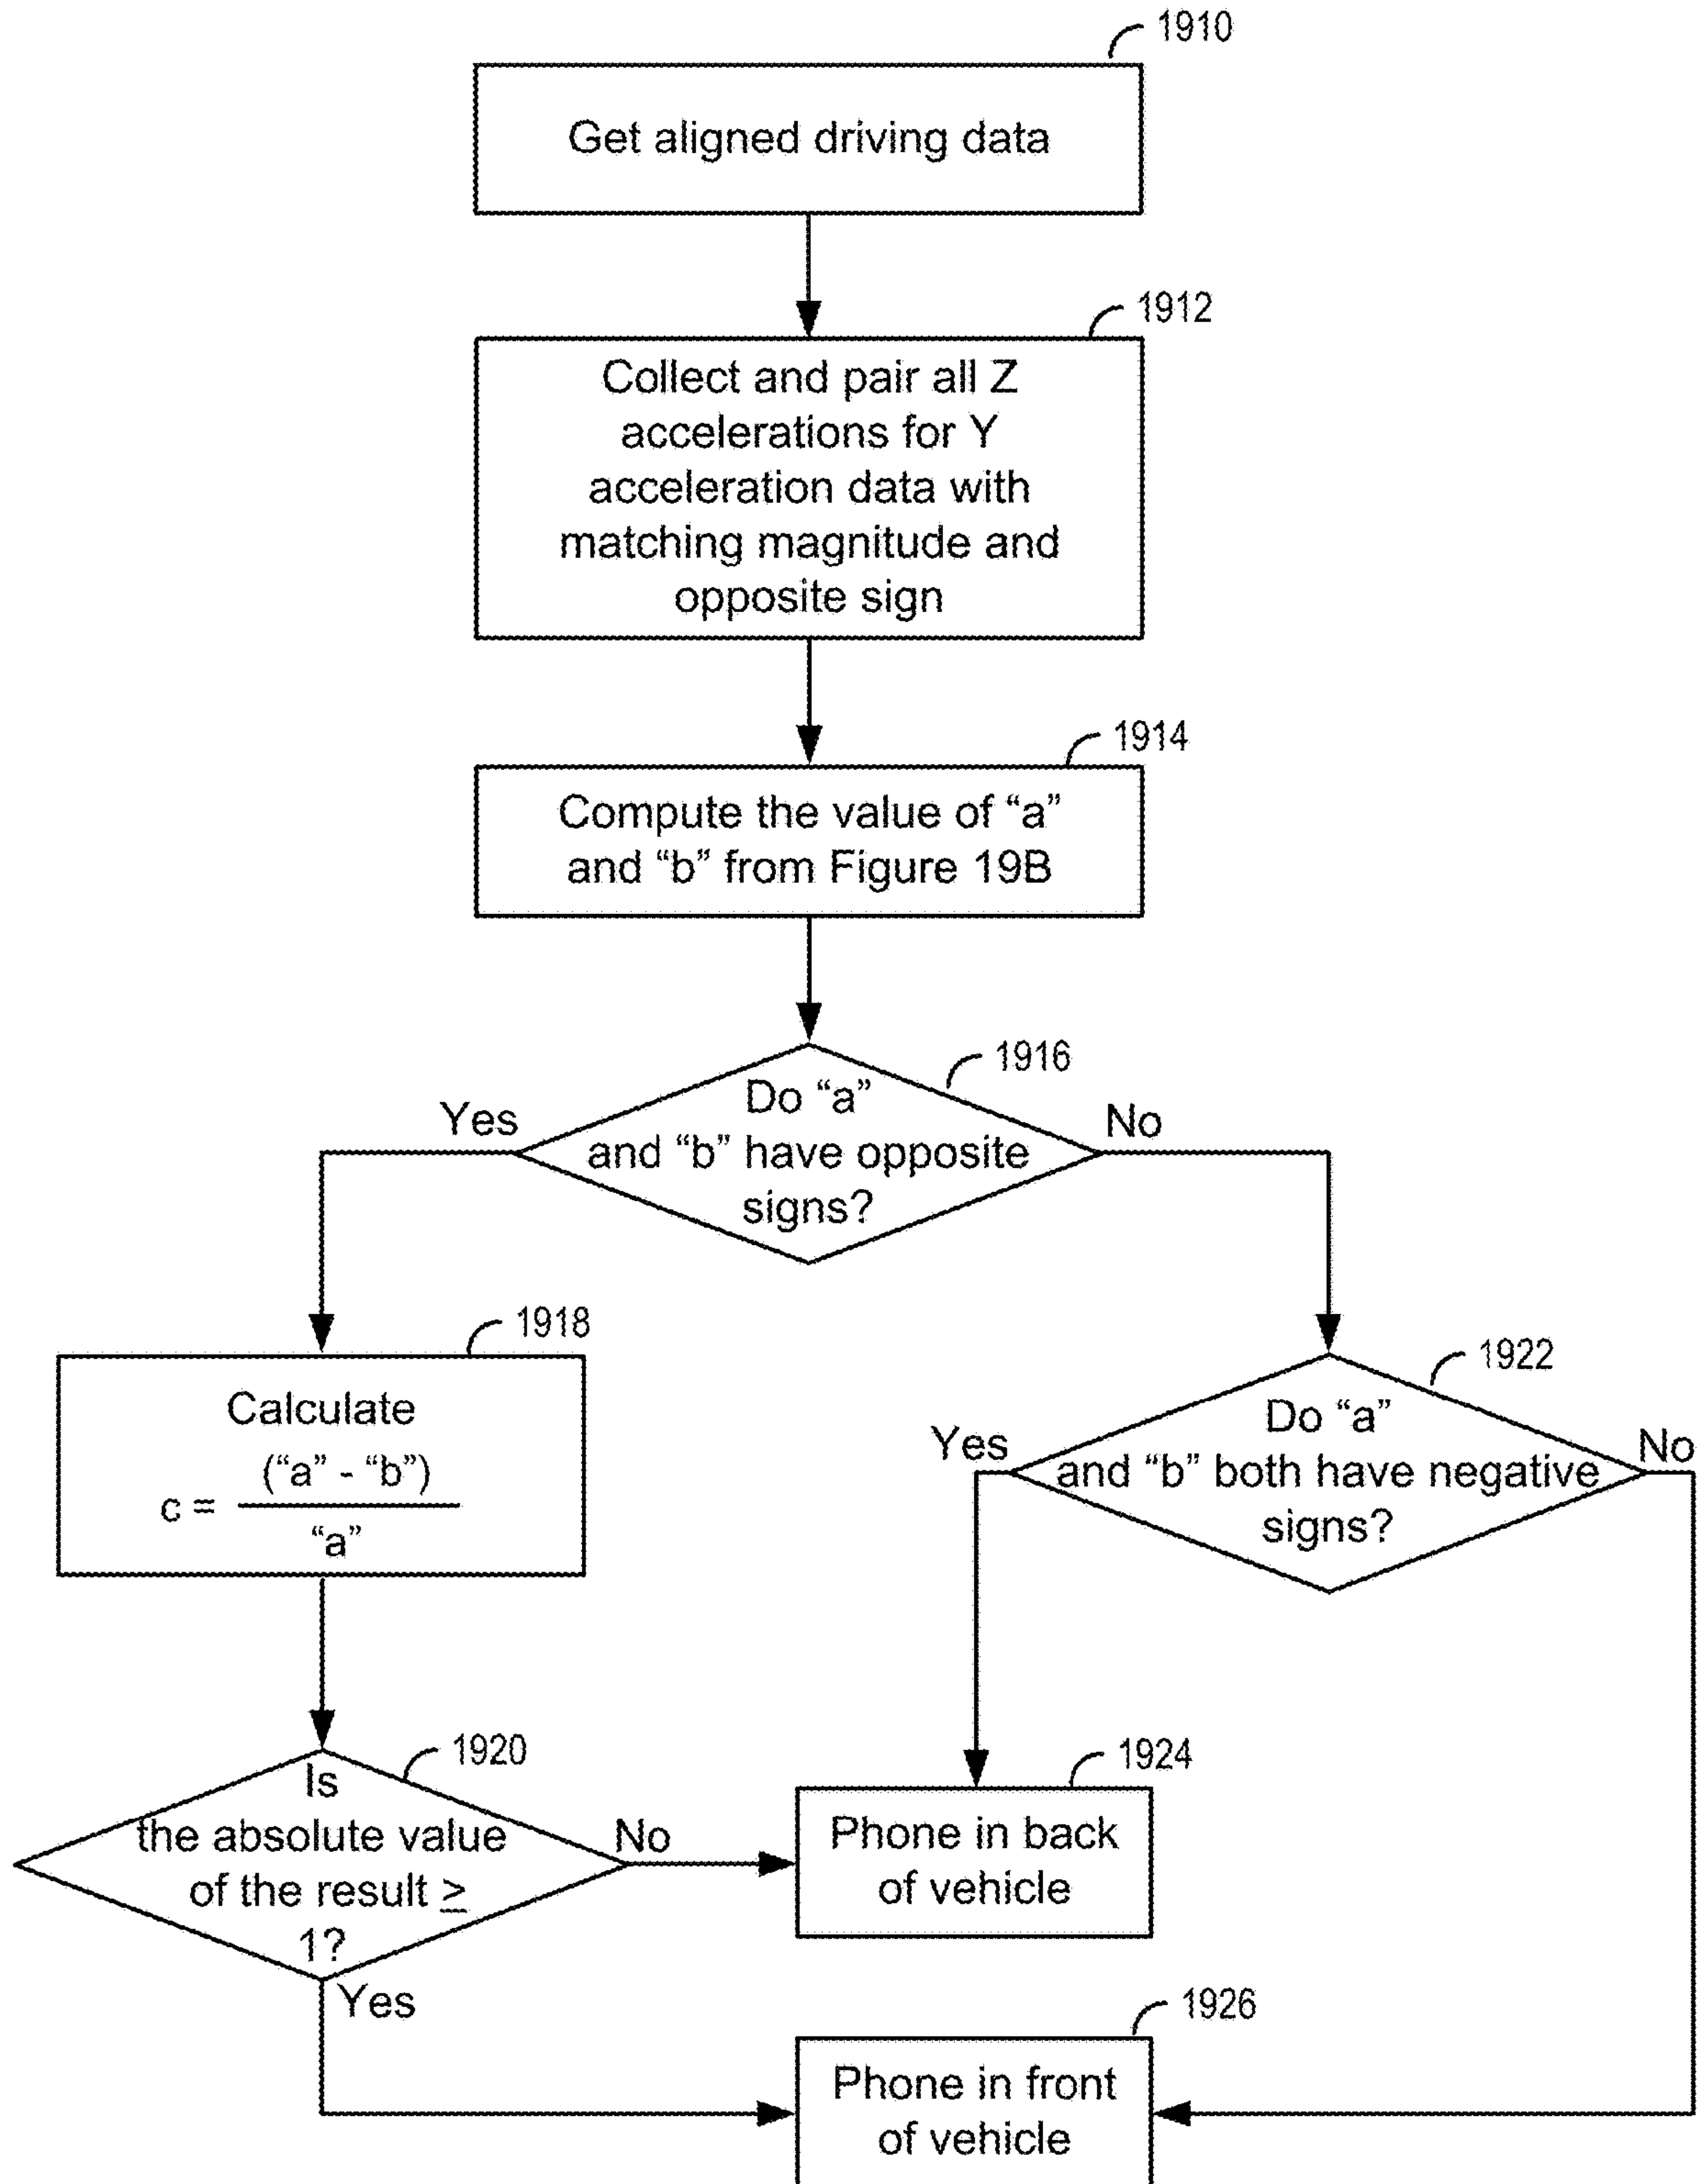 1910
Get aligned driving data
1912
Collect and pair all Z
accelerations for Y
acceleration data with
matching magnitude and
opposite sign
1914
Compute the value of “a”
and “b” from Figure 19B
1916
Do “a”
and “b” have opposite
signs?
Yes
No
1918
Calculate
c = (“a” - “b”)
“a”
1922
Do “a”
and “b” both have negative
signs?
Yes
No
1920
Is
the absolute value
of the result ≥
1?
No
Yes
1924
Phone in back
of vehicle
1926
Phone in front
of vehicle